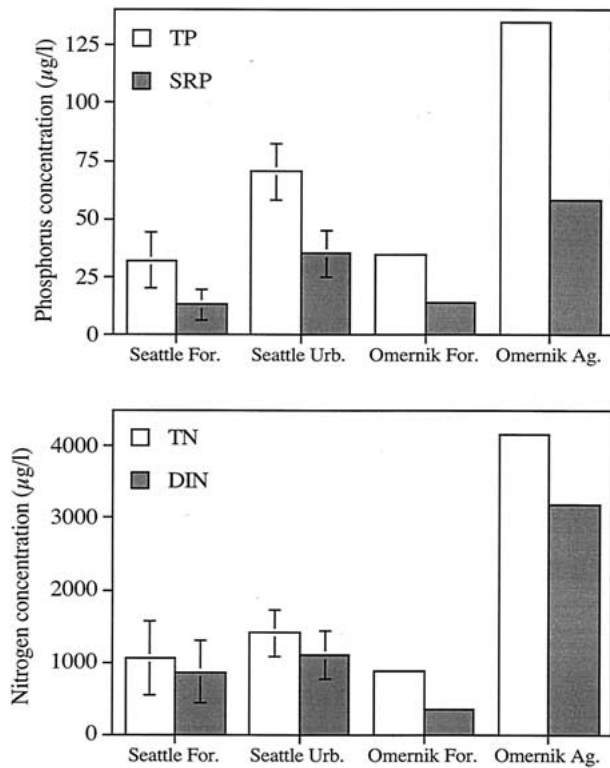 Phosphorus concentration (µg/l)
125
100
75
50
25
0
TP
SRP
Seattle For.
Seattle Urb.
Omernik For.
Omernik Ag.
Nitrogen concentration (µg/l)
4000
3000
2000
1000
0
TN
DIN
Seattle For.
Seattle Urb.
Omernik For.
Omernik Ag.